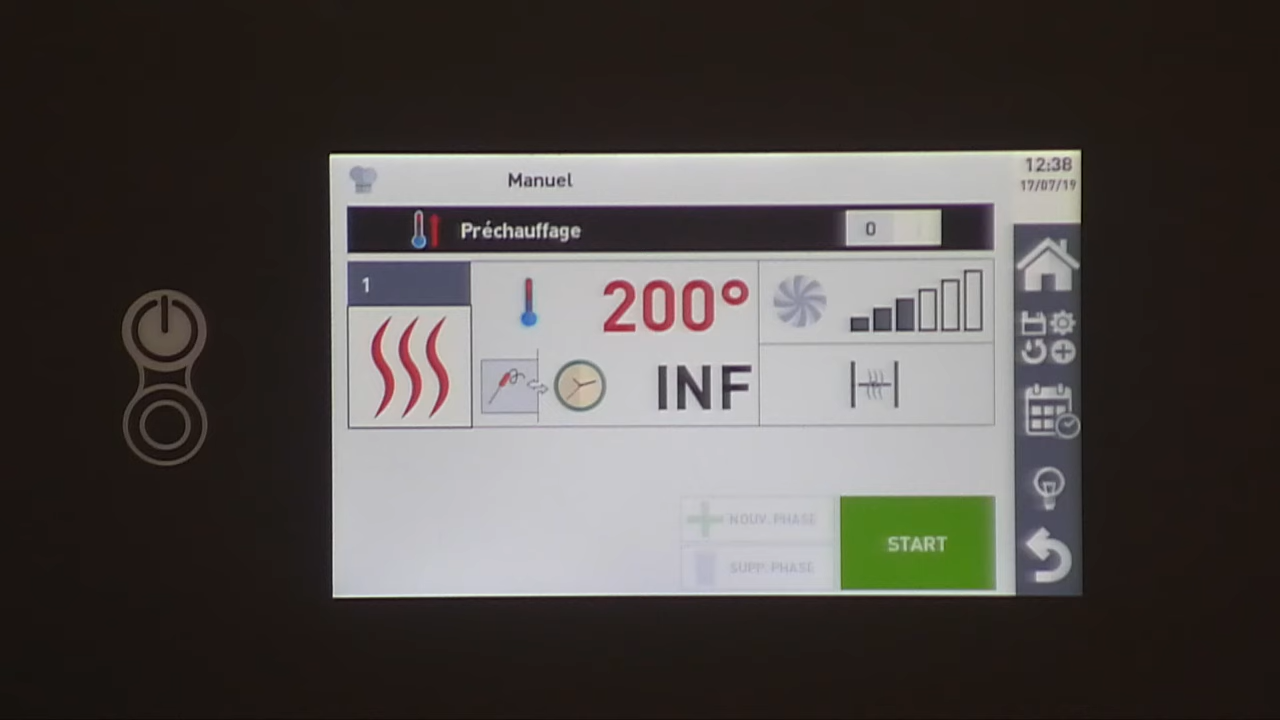 Manuel
12:38
17/07/19
Préchauffage
0
1
200°
INF
NOUV. PHASE
SUPP. PHASE
START